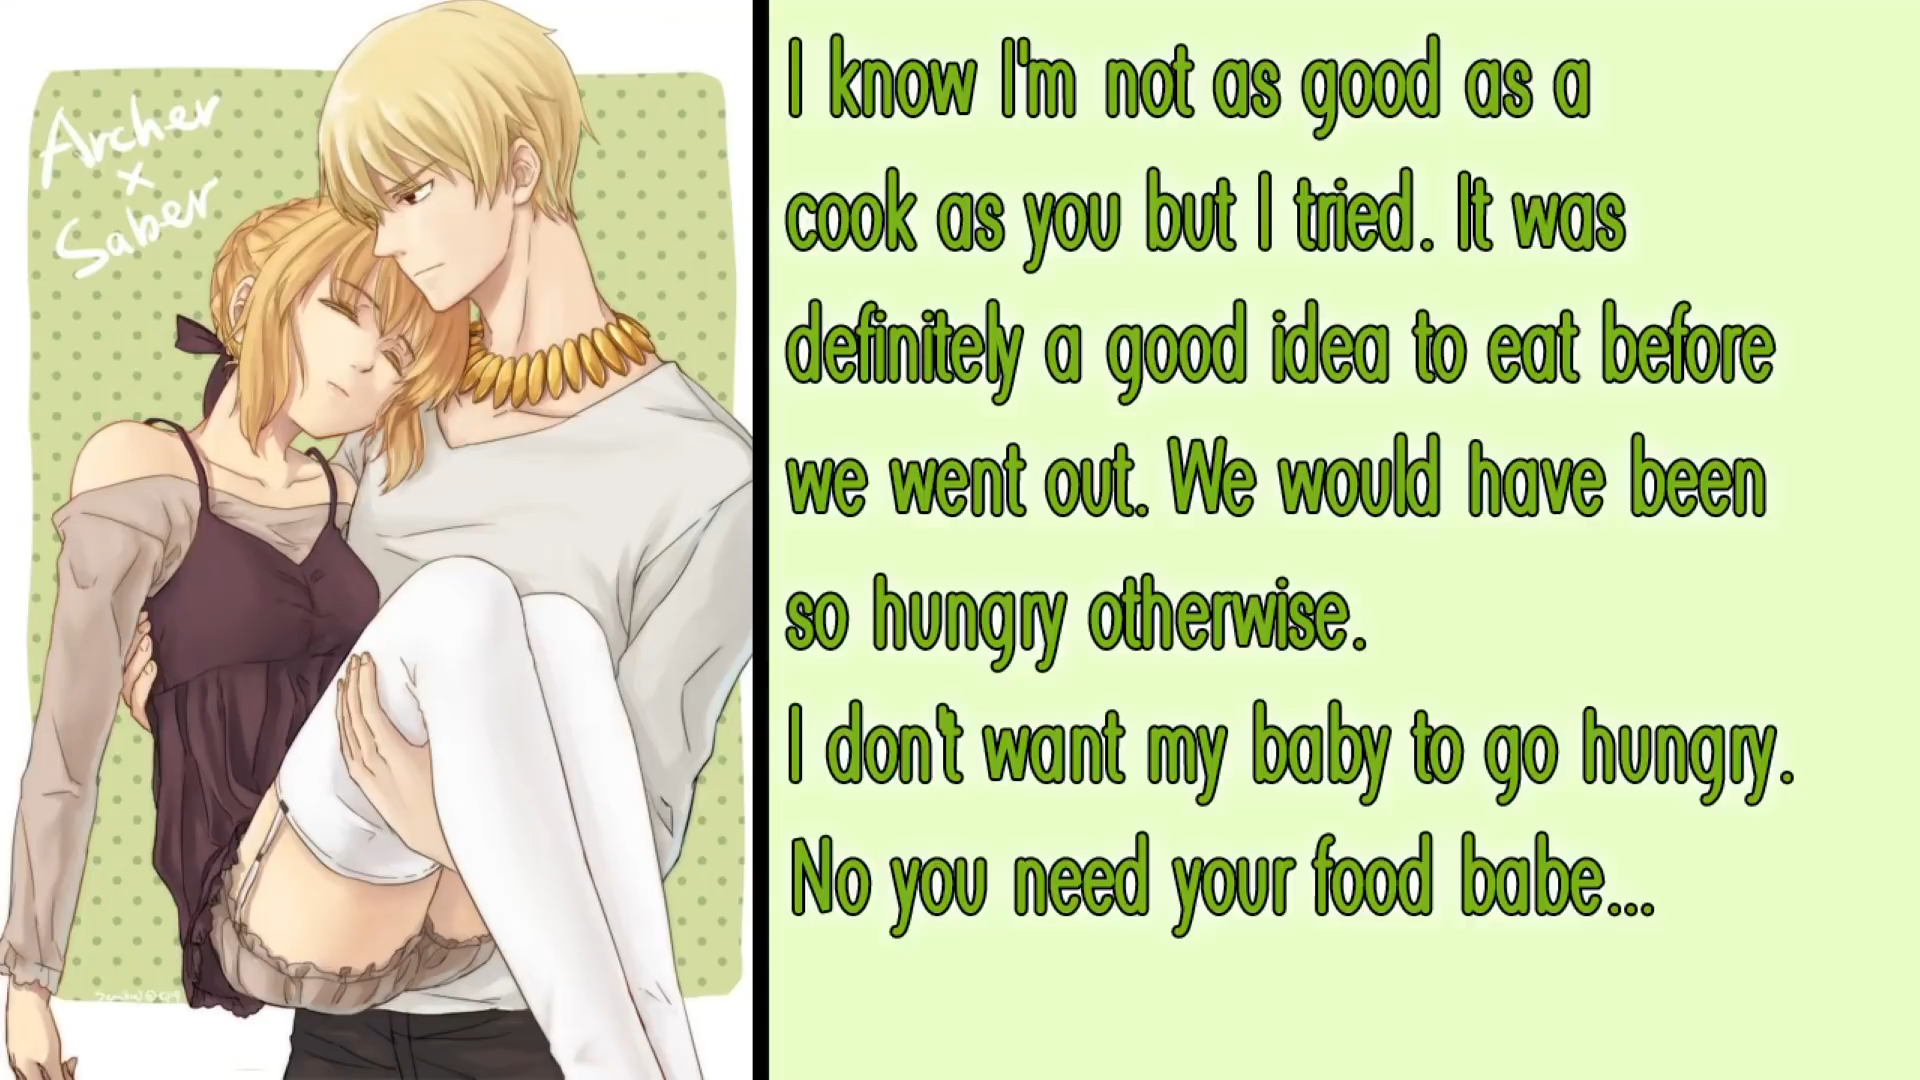 Archer
x
Saber
I know I'm not as good as a
cook as you but I tried. It was
definitely a good idea to eat before
we went out. We would have been
so hungry otherwise.
I don't want my baby to go hungry.
No you need your food babe...